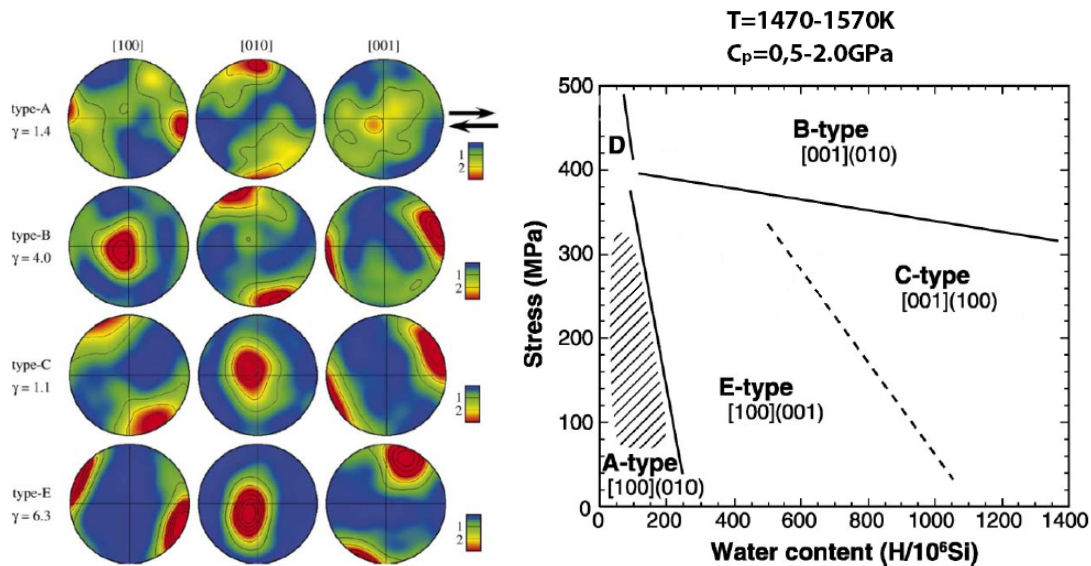 [100] [010] [001]
type-A
γ = 1.4
1
2
type-B
γ = 4.0
1
2
type-C
γ = 1.1
1
2
type-E
γ = 6.3
1
2
T=1470-1570K
Cp=0,5-2.0GPa
500
400
300
200
100
0
Stress (MPa)
D
B-type
[001](010)
C-type
[001](100)
E-type
[100](001)
A-type
[100](010)
0 200 400 600 800 1000 1200 1400
Water content (H/10⁶Si)